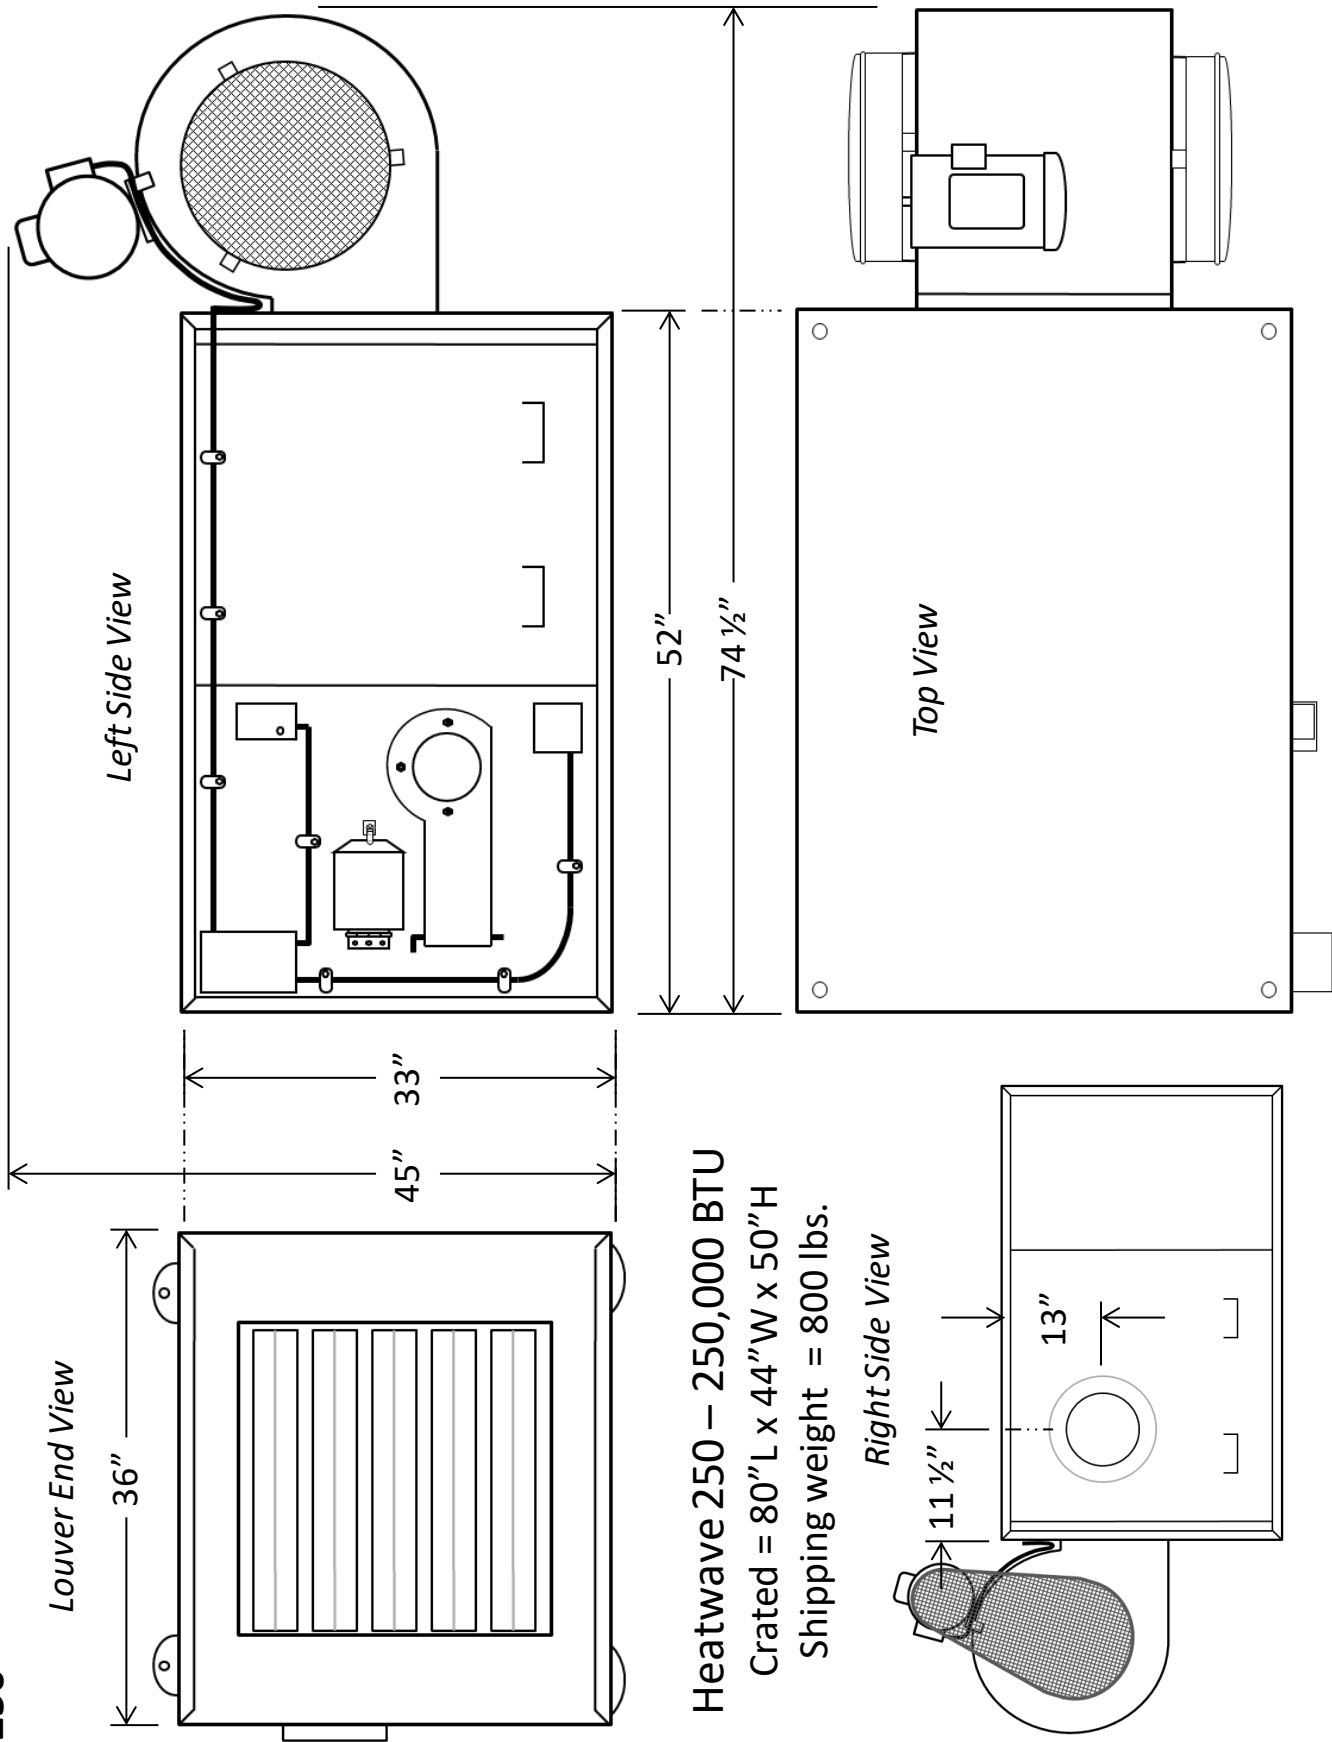 Louver End View
36”
45”
33”
Left Side View
52”
74 ½”
Heatwave 250 – 250,000 BTU
Crated = 80”L x 44”W x 50”H
Shipping weight = 800 lbs.
Right Side View
11 ½”
13”
Top View